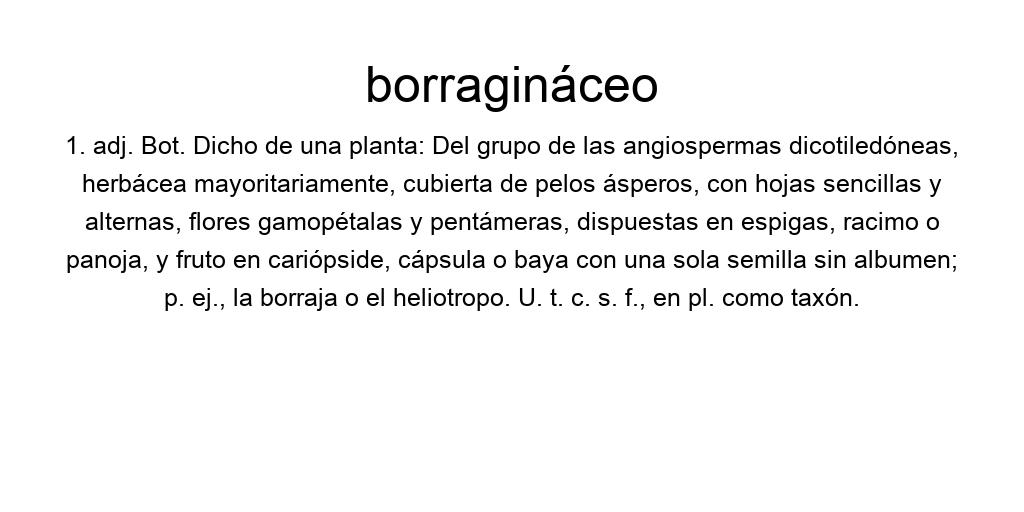 borragináceo
1. adj. Bot. Dicho de una planta: Del grupo de las angiospermas dicotiledóneas,
herbácea mayoritariamente, cubierta de pelos ásperos, con hojas sencillas y
alternas, flores gamopétalas y pentámeras, dispuestas en espigas, racimo o
panoja, y fruto en cariópside, cápsula o baya con una sola semilla sin albumen;
p. ej., la borraja o el heliotropo. U. t. c. s. f., en pl. como taxón.